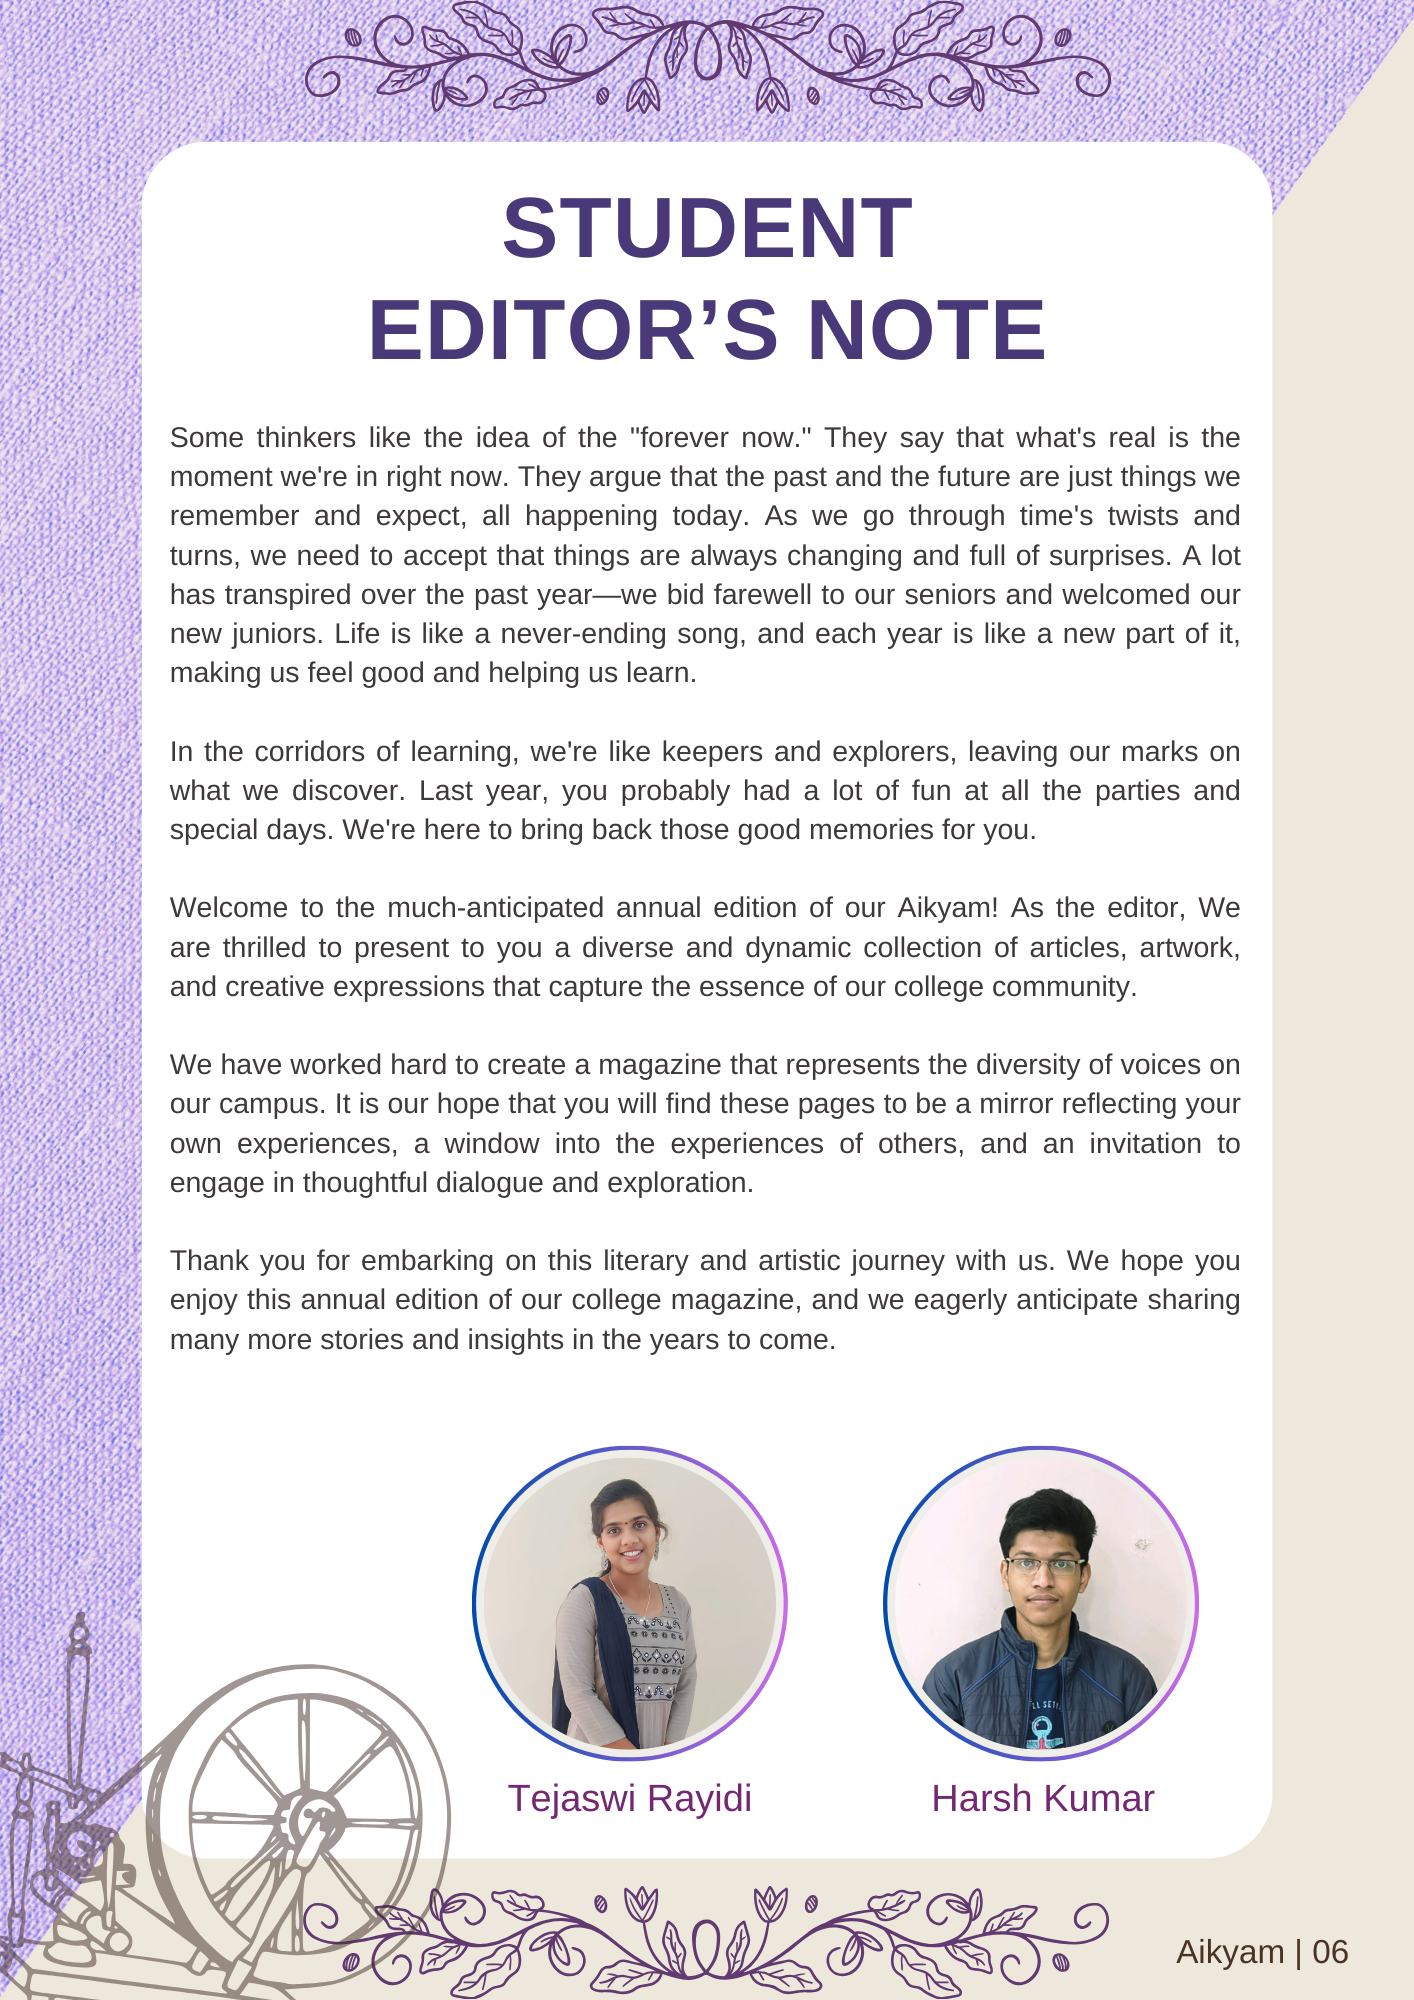 STUDENT
EDITOR’S NOTE
Some thinkers like the idea of the "forever now." They say that what's real is the
moment we're in right now. They argue that the past and the future are just things we
remember and expect, all happening today. As we go through time's twists and
turns, we need to accept that things are always changing and full of surprises. A lot
has transpired over the past year—we bid farewell to our seniors and welcomed our
new juniors. Life is like a never-ending song, and each year is like a new part of it,
making us feel good and helping us learn.
In the corridors of learning, we're like keepers and explorers, leaving our marks on
what we discover. Last year, you probably had a lot of fun at all the parties and
special days. We're here to bring back those good memories for you.
Welcome to the much-anticipated annual edition of our Aikyam! As the editor, We
are thrilled to present to you a diverse and dynamic collection of articles, artwork,
and creative expressions that capture the essence of our college community.
We have worked hard to create a magazine that represents the diversity of voices on
our campus. It is our hope that you will find these pages to be a mirror reflecting your
own experiences, a window into the experiences of others, and an invitation to
engage in thoughtful dialogue and exploration.
Thank you for embarking on this literary and artistic journey with us. We hope you
enjoy this annual edition of our college magazine, and we eagerly anticipate sharing
many more stories and insights in the years to come.
Tejaswi Rayidi
Harsh Kumar
Aikyam | 06